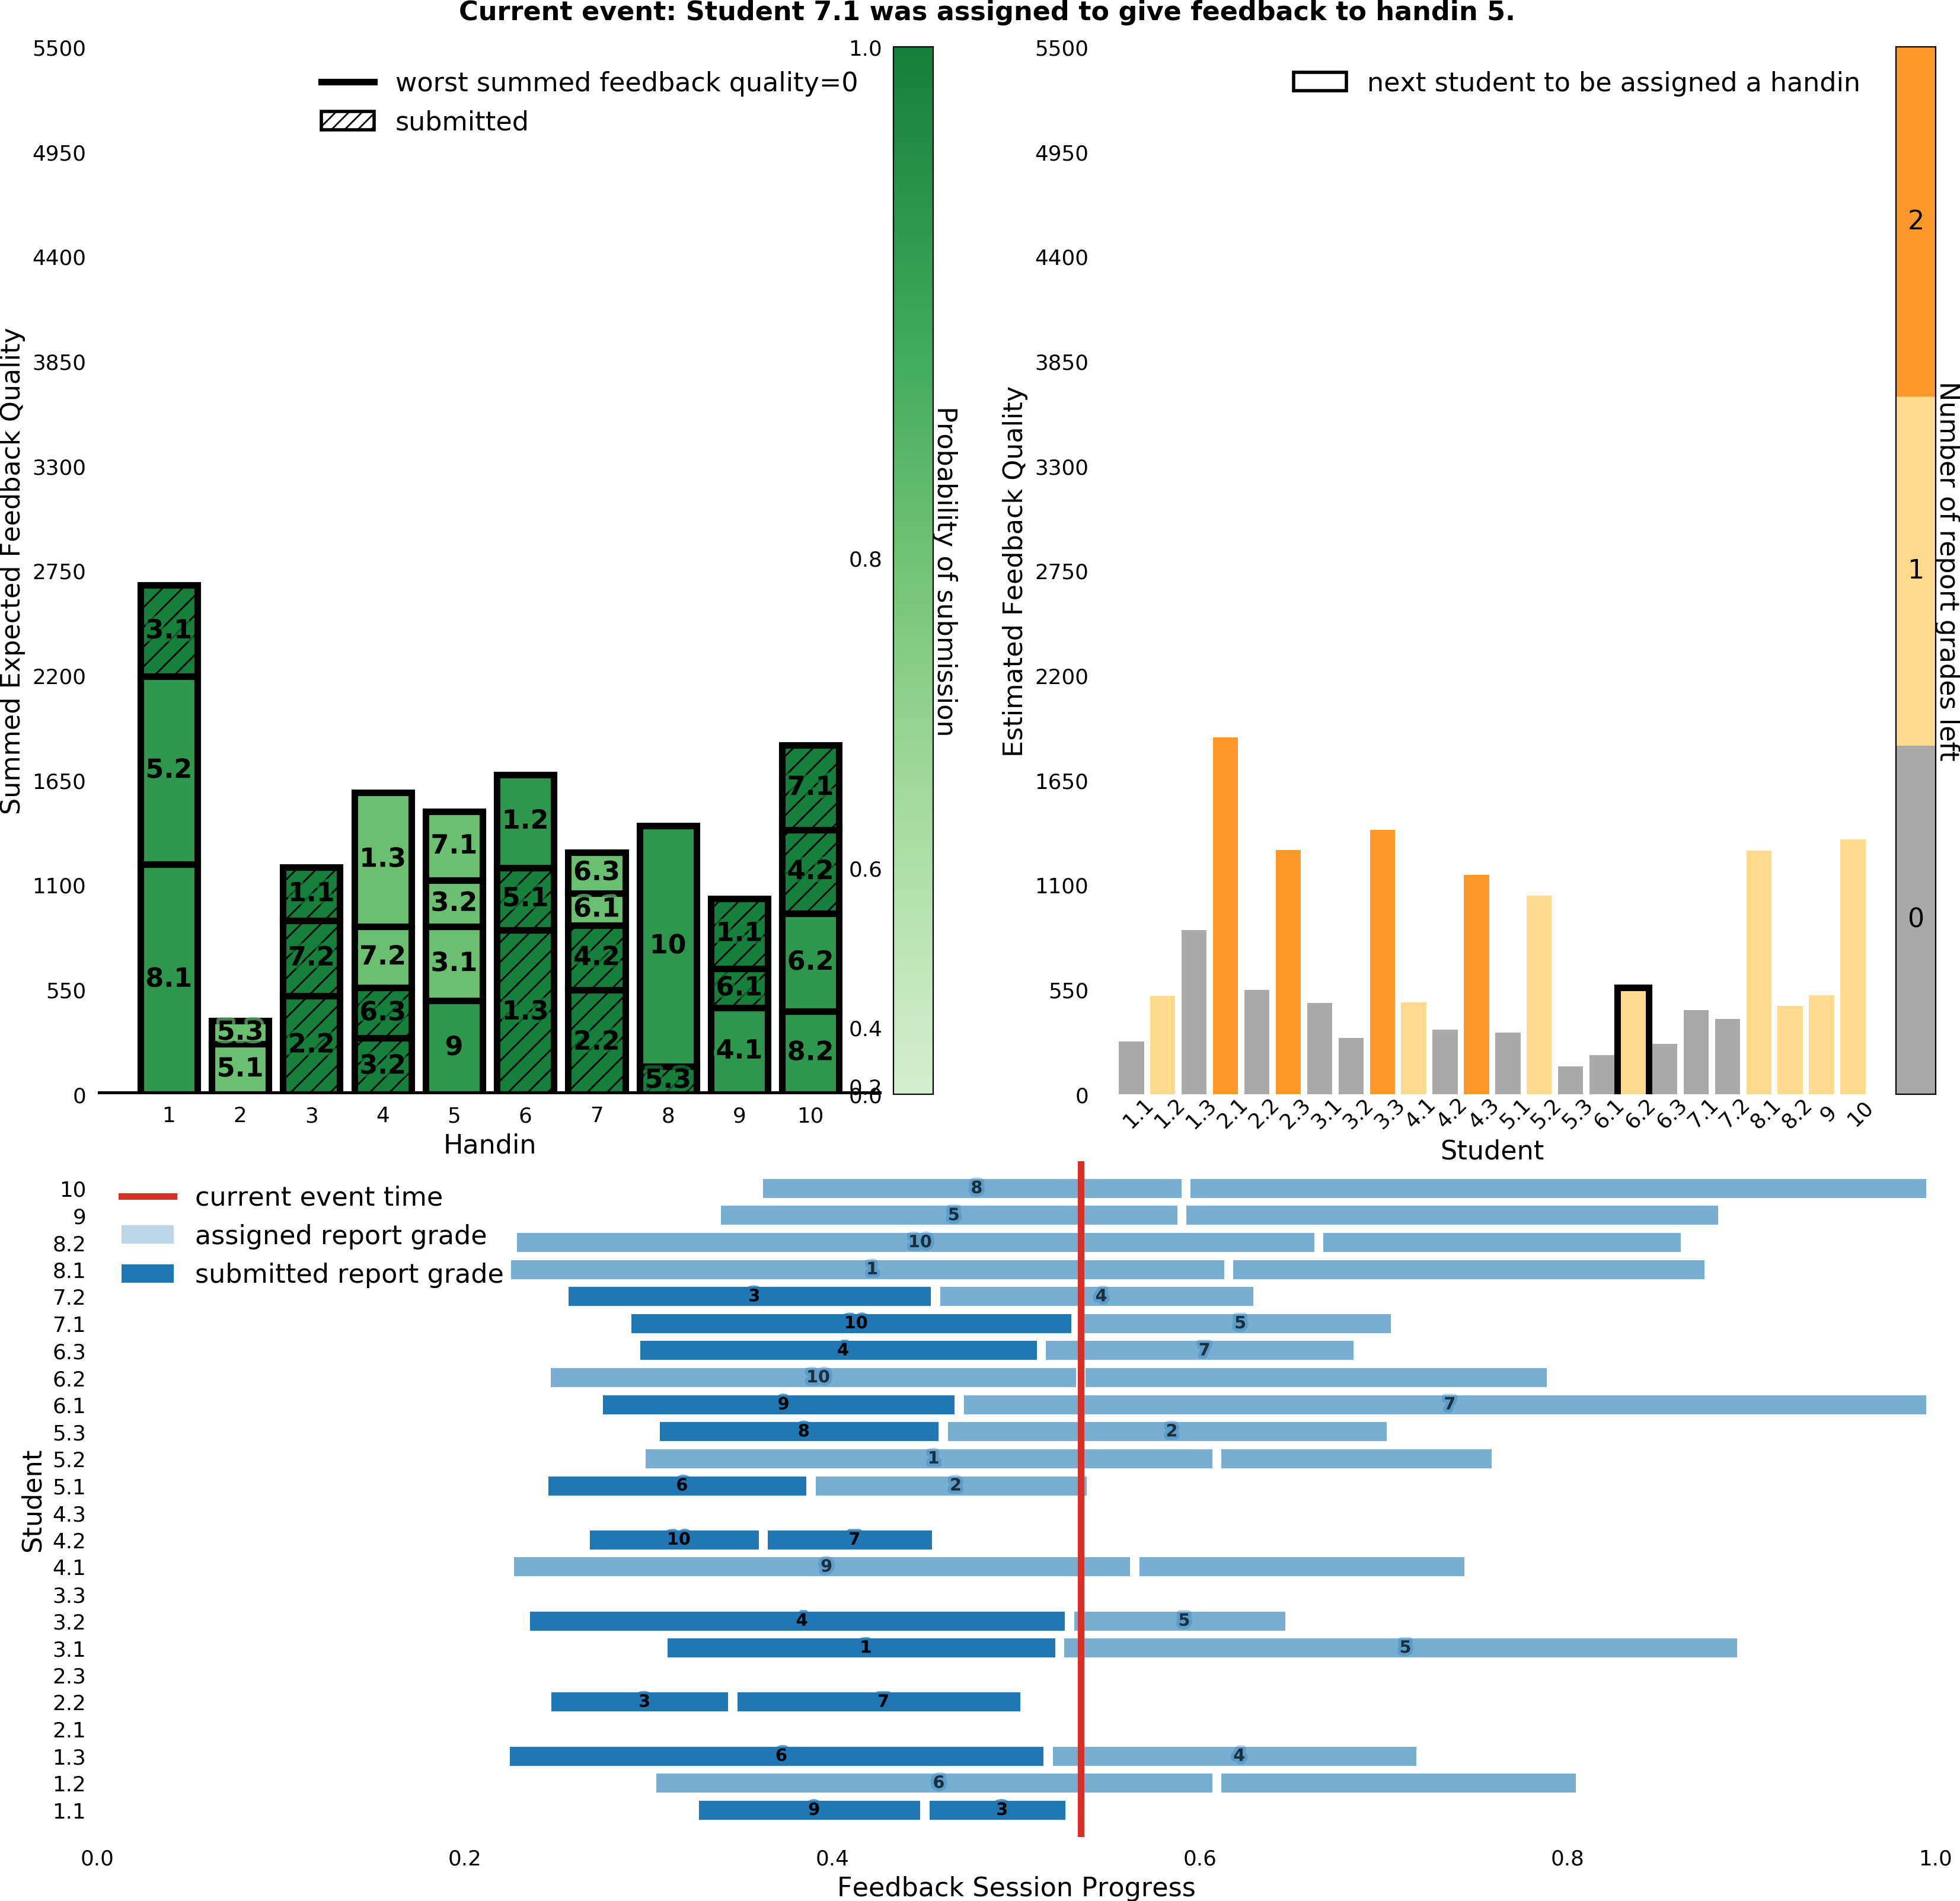 Current event: Student 7.1 was assigned to give feedback to handin 5.
5500
4950
4400
3850
3300
2750
2200
1650
1100
550
0
Summed Expected Feedback Quality
worst summed feedback quality=0
submitted
3.1
5.2
8.1
5.3
5.1
1.1
7.2
2.2
1.3
7.2
6.3
3.2
7.1
3.2
3.1
9
1.2
5.1
1.3
6.3
6.1
4.2
2.2
10
5.3
1.1
6.1
4.1
7.1
4.2
6.2
8.2
1 2 3 4 5 6 7 8 9 10
Handin
1.0
0.8
0.6
0.4
0.2
0.0
Probability of submission
5500
4950
4400
3850
3300
2750
2200
1650
1100
550
0
Estimated Feedback Quality
next student to be assigned a handin
1.1 1.2 1.3 2.1 2.2 2.3 3.1 3.2 3.3 4.1 4.2 4.3 5.1 5.2 5.3 6.1 6.2 6.3 7.1 7.2 8.1 8.2 9 10
Student
2
1
0
Number of report grades left
current event time
assigned report grade
submitted report grade
Student
10 8
9 5
8.2 10
8.1 1
7.2 3 4
7.1 10 5
6.3 4 7
6.2 10
6.1 9 7
5.3 8 2
5.2 1
5.1 6 2
4.3
4.2 10 7
4.1 9
3.3
3.2 4 5
3.1 1 5
2.3
2.2 3 7
2.1
1.3 6 4
1.2 6
1.1 9 3
0.0 0.2 0.4 0.6 0.8 1.0
Feedback Session Progress